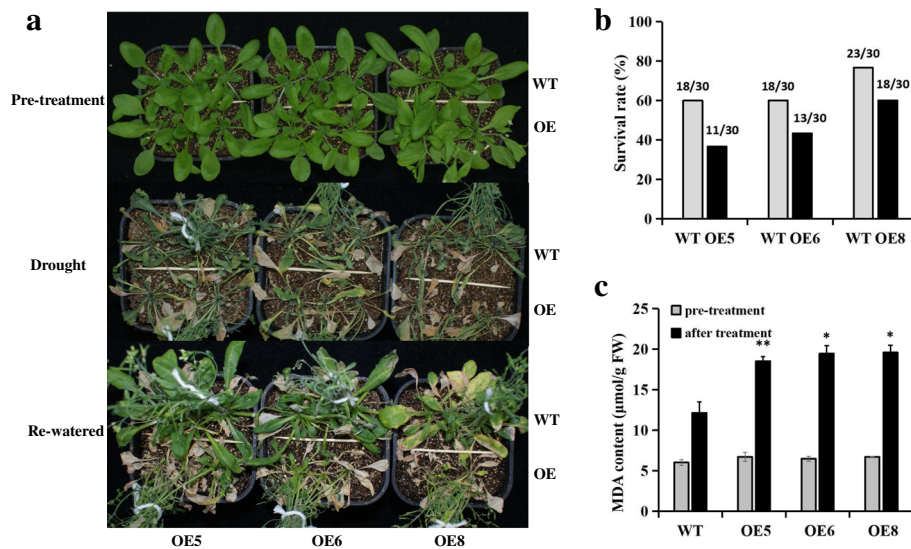 a
Pre-treatment
WT
OE
Drought
WT
OE
Re-watered
WT
OE
OE5 OE6 OE8
b
Survival rate (%)
100
80
60
40
20
0
18/30
11/30
18/30
13/30
23/30
18/30
WT OE5 WT OE6 WT OE8
c
MDA content (μmol/g FW)
25
20
15
10
5
0
pre-treatment
after treatment
**
*
*
WT OE5 OE6 OE8